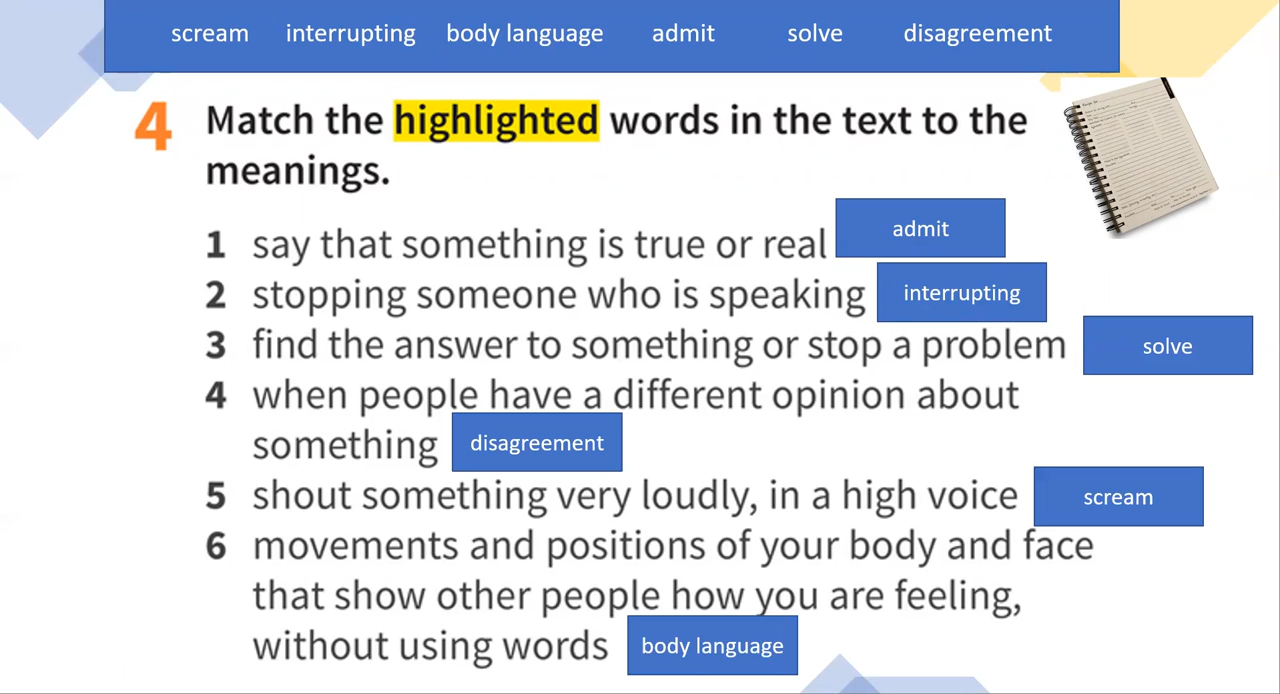 scream interrupting body language admit solve disagreement
4 Match the highlighted words in the text to the
meanings.
1 say that something is true or real admit
2 stopping someone who is speaking interrupting
3 find the answer to something or stop a problem solve
4 when people have a different opinion about
something disagreement
5 shout something very loudly, in a high voice scream
6 movements and positions of your body and face
that show other people how you are feeling,
without using words body language